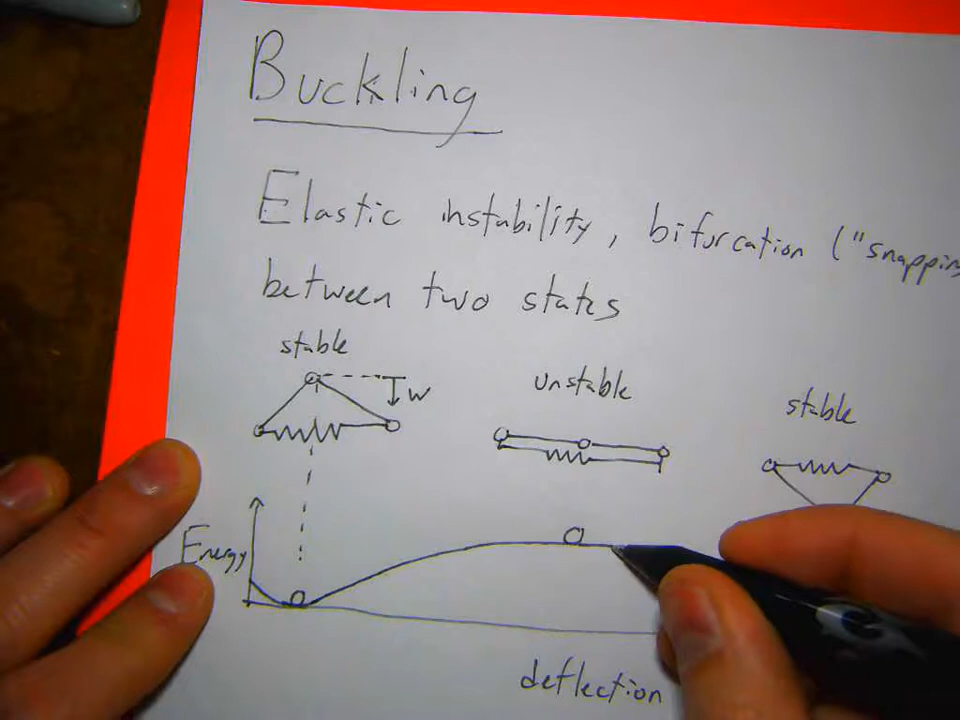 Buckling
Elastic instability, bifurcation ("snapping
between two states
stable
unstable
stable
w
Energy
deflection